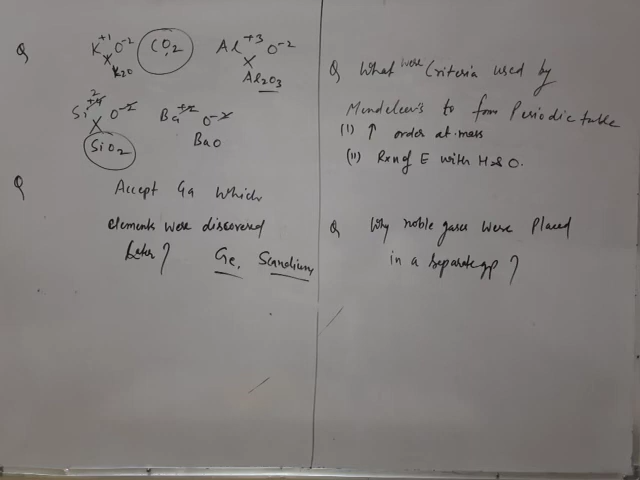 Q K+1 O-2 CO2 Al+3 O-2
K2O Al2O3
Si O-2 Ba+2 O-2
SiO2 BaO
Q Accept Ga which
elements were discovered
later? Ge, Scandium
Q What were Criteria used by
Mendeleev's to form Periodic table
(i) ↑ order at. mass
(ii) Rxn of E with H & O.
Q Why noble gases were placed
in a separate gp?